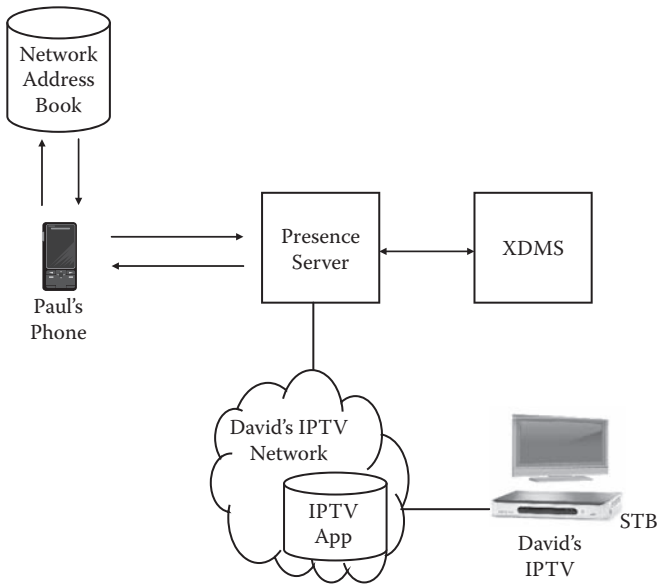 Network
Address
Book
Presence
Server
XDMS
Paul's
Phone
David's IPTV
Network
IPTV
App
STB
David's
IPTV